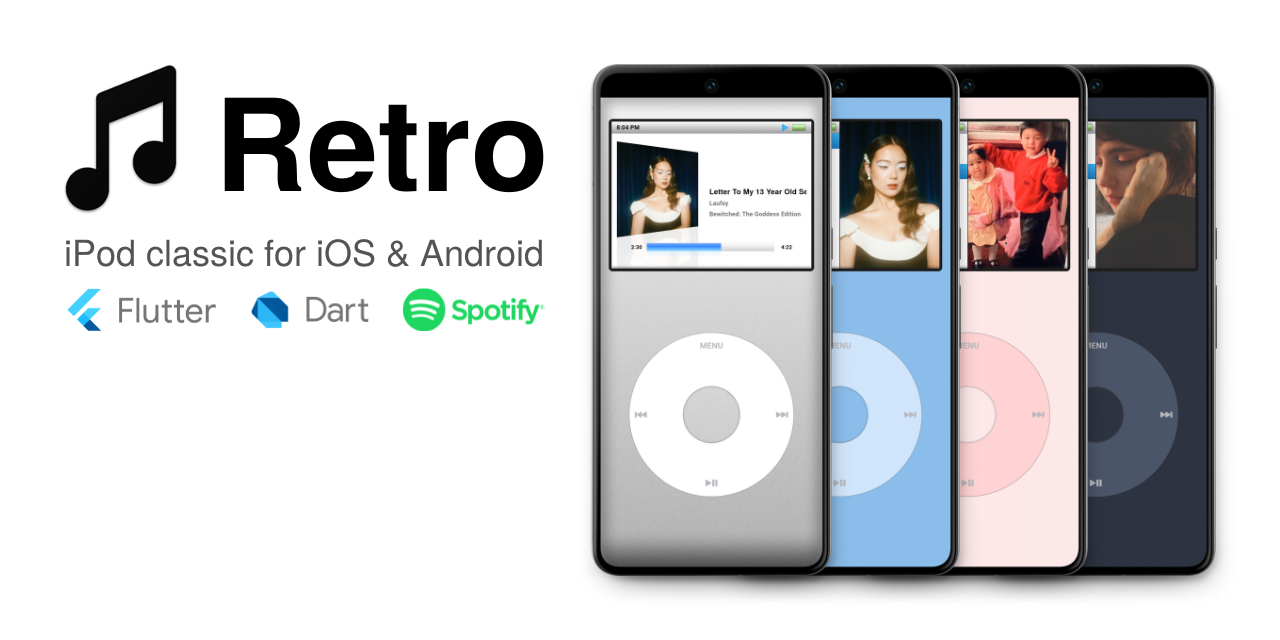 Retro
iPod classic for iOS & Android
Flutter
Dart
Spotify
8:04 PM
Letter To My 13 Year Old Se
Laufey
Bewitched: The Goddess Edition
2:30
4:22
MENU
MENU
MENU
MENU